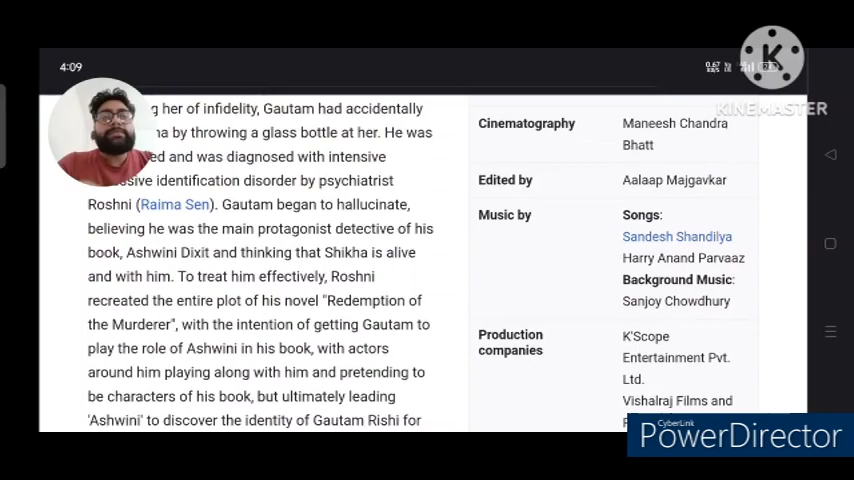 4:09
0.67
KINEMASTER
g her of infidelity, Gautam had accidentally
na by throwing a glass bottle at her. He was
ed and was diagnosed with intensive
ssive identification disorder by psychiatrist
Roshni (Raima Sen). Gautam began to hallucinate,
believing he was the main protagonist detective of his
book, Ashwini Dixit and thinking that Shikha is alive
and with him. To treat him effectively, Roshni
recreated the entire plot of his novel "Redemption of
the Murderer", with the intention of getting Gautam to
play the role of Ashwini in his book, with actors
around him playing along with him and pretending to
be characters of his book, but ultimately leading
'Ashwini' to discover the identity of Gautam Rishi for
Cinematography
Maneesh Chandra
Bhatt
Edited by
Aalaap Majgavkar
Music by
Songs:
Sandesh Shandilya
Harry Anand Parvaaz
Background Music:
Sanjoy Chowdhury
Production
companies
K'Scope
Entertainment Pvt.
Ltd.
Vishalraj Films and
CyberLink
PowerDirector